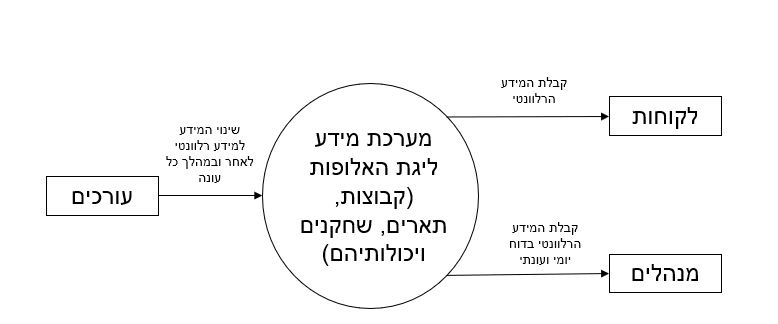 קבלת המידע
הרלוונטי
לקוחות
שינוי המידע
למידע רלוונטי
לאחר ובמהלך כל
עונה
מערכת מידע
ליגת האלופות
(קבוצות,
תארים, שחקנים
ויכולותיהם)
עורכים
קבלת המידע
הרלוונטי בדוח
יומי ועונתי
מנהלים